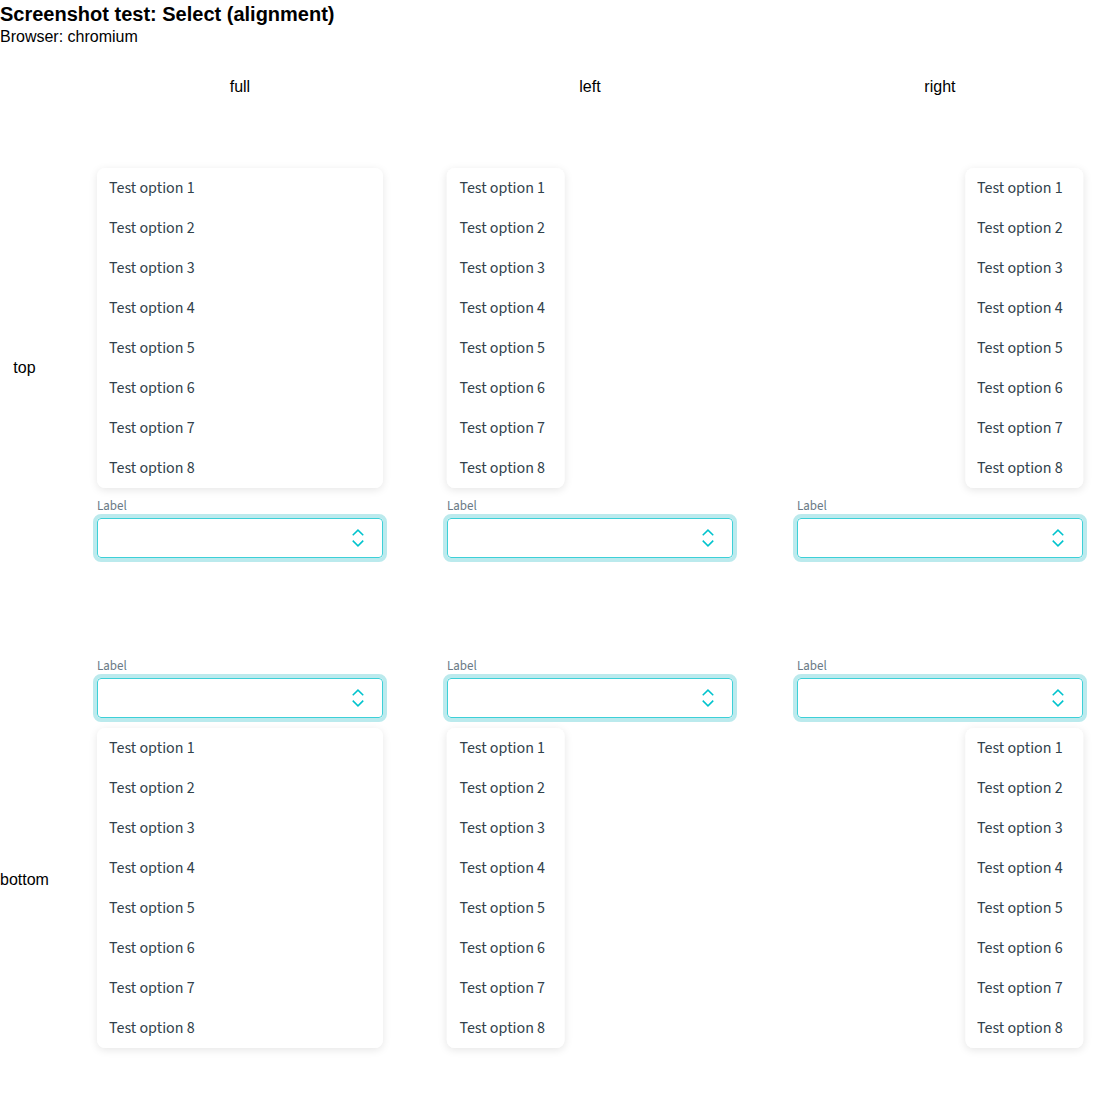 Screenshot test: Select (alignment)
Browser: chromium
full left right
Test option 1 Test option 1 Test option 1
Test option 2 Test option 2 Test option 2
Test option 3 Test option 3 Test option 3
Test option 4 Test option 4 Test option 4
Test option 5 Test option 5 Test option 5
top
Test option 6 Test option 6 Test option 6
Test option 7 Test option 7 Test option 7
Test option 8 Test option 8 Test option 8
Label Label Label
Label Label Label
Test option 1 Test option 1 Test option 1
Test option 2 Test option 2 Test option 2
Test option 3 Test option 3 Test option 3
Test option 4 Test option 4 Test option 4
bottom
Test option 5 Test option 5 Test option 5
Test option 6 Test option 6 Test option 6
Test option 7 Test option 7 Test option 7
Test option 8 Test option 8 Test option 8